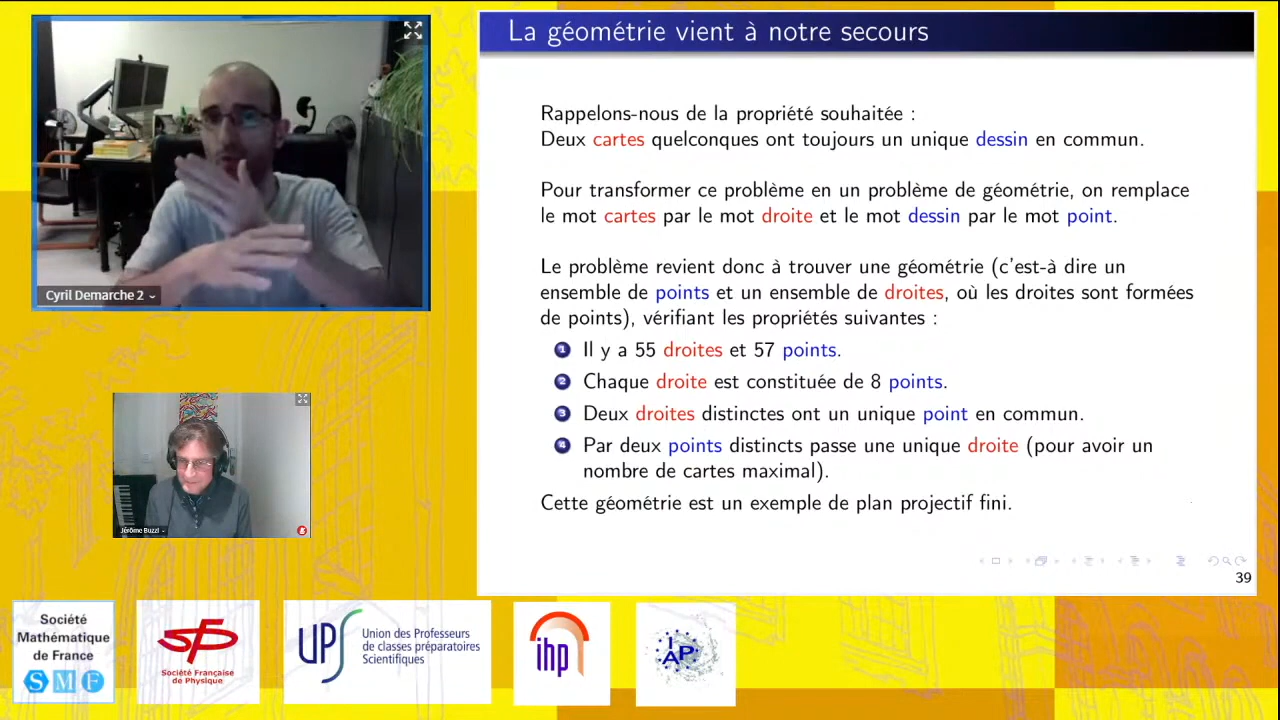 La géométrie vient à notre secours
Rappelons-nous de la propriété souhaitée :
Deux cartes quelconques ont toujours un unique dessin en commun.
Pour transformer ce problème en un problème de géométrie, on remplace
le mot cartes par le mot droite et le mot dessin par le mot point.
Le problème revient donc à trouver une géométrie (c'est-à dire un
ensemble de points et un ensemble de droites, où les droites sont formées
de points), vérifiant les propriétés suivantes :
1 Il y a 55 droites et 57 points.
2 Chaque droite est constituée de 8 points.
3 Deux droites distinctes ont un unique point en commun.
4 Par deux points distincts passe une unique droite (pour avoir un
nombre de cartes maximal).
Cette géométrie est un exemple de plan projectif fini.
39
Cyril Demarche 2
Jérôme Buzzi
Société
Mathématique
de France
SMF
sfp
Société Française
de Physique
UPS
Union des Professeurs
de classes préparatoires
Scientifiques
ihp
IAP